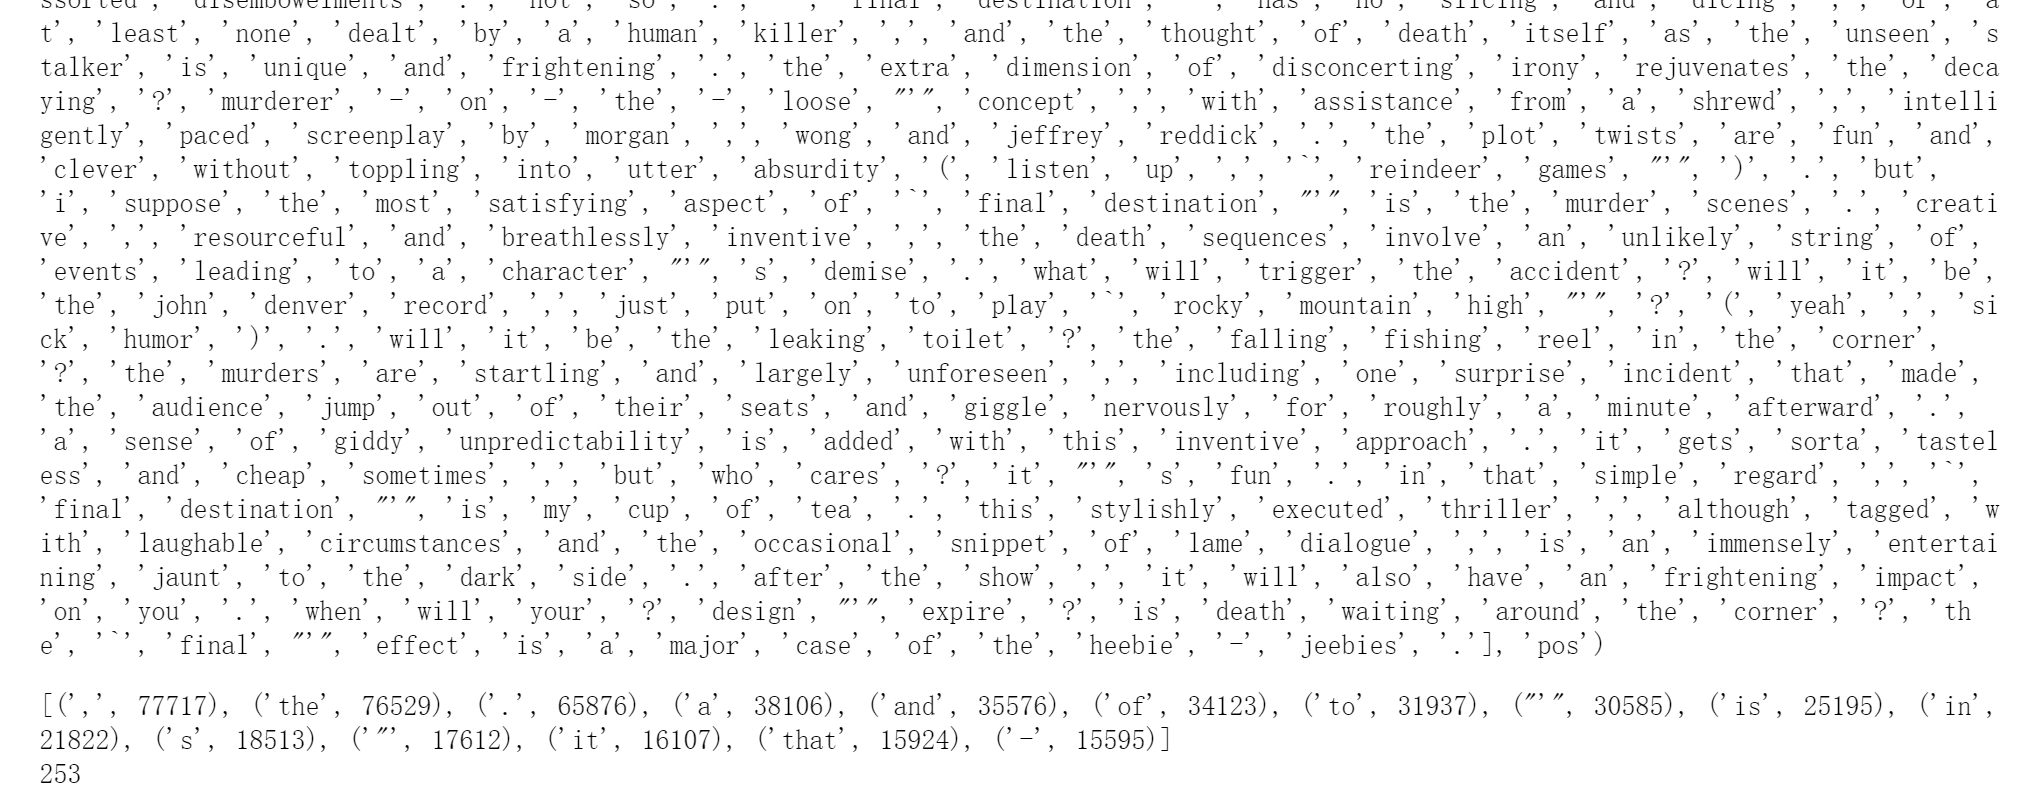 ssorted', 'disembowelments', '.', 'not', 'so', '.', '`', 'final', 'destination', "'", 'has', 'no', 'slicing', 'and', 'dicing', ',', 'or', 'a
t', 'least', 'none', 'dealt', 'by', 'a', 'human', 'killer', ',', 'and', 'the', 'thought', 'of', 'death', 'itself', 'as', 'the', 'unseen', 's
talker', 'is', 'unique', 'and', 'frightening', '.', 'the', 'extra', 'dimension', 'of', 'disconcerting', 'irony', 'rejuvenates', 'the', 'deca
ying', '?', 'murderer', '-', 'on', '-', 'the', '-', 'loose', "'", 'concept', ',', 'with', 'assistance', 'from', 'a', 'shrewd', ',', 'intelli
gently', 'paced', 'screenplay', 'by', 'morgan', ',', 'wong', 'and', 'jeffrey', 'reddick', '.', 'the', 'plot', 'twists', 'are', 'fun', 'and',
'clever', 'without', 'toppling', 'into', 'utter', 'absurdity', '(', 'listen', 'up', ',', '`', 'reindeer', 'games', "'", ')', '.', 'but',
'i', 'suppose', 'the', 'most', 'satisfying', 'aspect', 'of', '`', 'final', 'destination', "'", 'is', 'the', 'murder', 'scenes', '.', 'creati
ve', ',', 'resourceful', 'and', 'breathlessly', 'inventive', ',', 'the', 'death', 'sequences', 'involve', 'an', 'unlikely', 'string', 'of',
'events', 'leading', 'to', 'a', 'character', "'", 's', 'demise', '.', 'what', 'will', 'trigger', 'the', 'accident', '?', 'will', 'it', 'be',
'the', 'john', 'denver', 'record', ',', 'just', 'put', 'on', 'to', 'play', '`', 'rocky', 'mountain', 'high', "'", '?', '(', 'yeah', ',', 'si
ck', 'humor', ')', '.', 'will', 'it', 'be', 'the', 'leaking', 'toilet', '?', 'the', 'falling', 'fishing', 'reel', 'in', 'the', 'corner',
'?', 'the', 'murders', 'are', 'startling', 'and', 'largely', 'unforeseen', ',', 'including', 'one', 'surprise', 'incident', 'that', 'made',
'the', 'audience', 'jump', 'out', 'of', 'their', 'seats', 'and', 'giggle', 'nervously', 'for', 'roughly', 'a', 'minute', 'afterward', '.',
'a', 'sense', 'of', 'giddy', 'unpredictability', 'is', 'added', 'with', 'this', 'inventive', 'approach', '.', 'it', 'gets', 'sorta', 'tastel
ess', 'and', 'cheap', 'sometimes', ',', 'but', 'who', 'cares', '?', 'it', "'", 's', 'fun', '.', 'in', 'that', 'simple', 'regard', ',', '`',
'final', 'destination', "'", 'is', 'my', 'cup', 'of', 'tea', '.', 'this', 'stylishly', 'executed', 'thriller', ',', 'although', 'tagged', 'w
ith', 'laughable', 'circumstances', 'and', 'the', 'occasional', 'snippet', 'of', 'lame', 'dialogue', ',', 'is', 'an', 'immensely', 'entertai
ning', 'jaunt', 'to', 'the', 'dark', 'side', '.', 'after', 'the', 'show', ',', 'it', 'will', 'also', 'have', 'an', 'frightening', 'impact',
'on', 'you', '.', 'when', 'will', 'your', '?', 'design', "'", 'expire', '?', 'is', 'death', 'waiting', 'around', 'the', 'corner', '?', 'th
e', '`', 'final', "'", 'effect', 'is', 'a', 'major', 'case', 'of', 'the', 'heebie', '-', 'jeebies', '.'], 'pos')
[(',', 77717), ('the', 76529), ('.', 65876), ('a', 38106), ('and', 35576), ('of', 34123), ('to', 31937), ("'", 30585), ('is', 25195), ('in',
21822), ('s', 18513), ('"', 17612), ('it', 16107), ('that', 15924), ('-', 15595)]
253